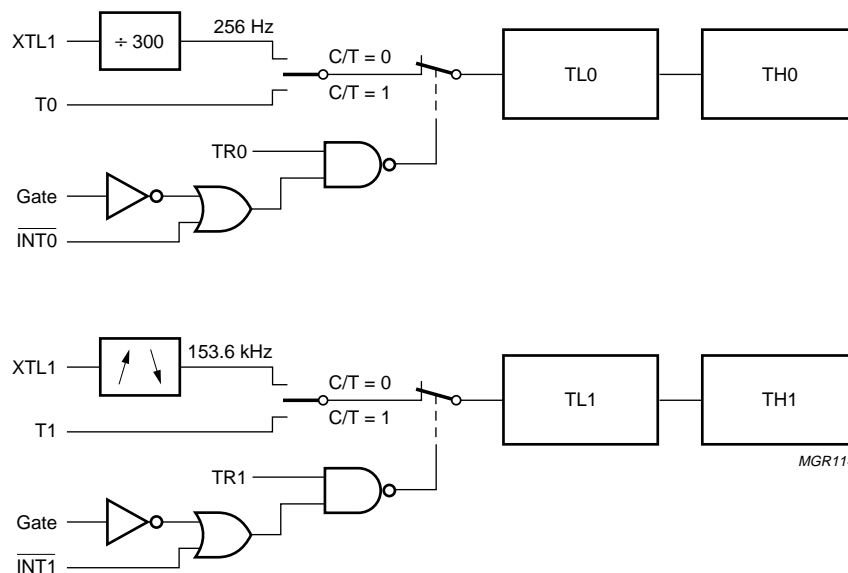 XTL1
÷ 300
256 Hz
C/T = 0
T0
C/T = 1
TL0
TH0
TR0
Gate
INT0
XTL1
153.6 kHz
C/T = 0
T1
C/T = 1
TL1
TH1
MGR11
TR1
Gate
INT1